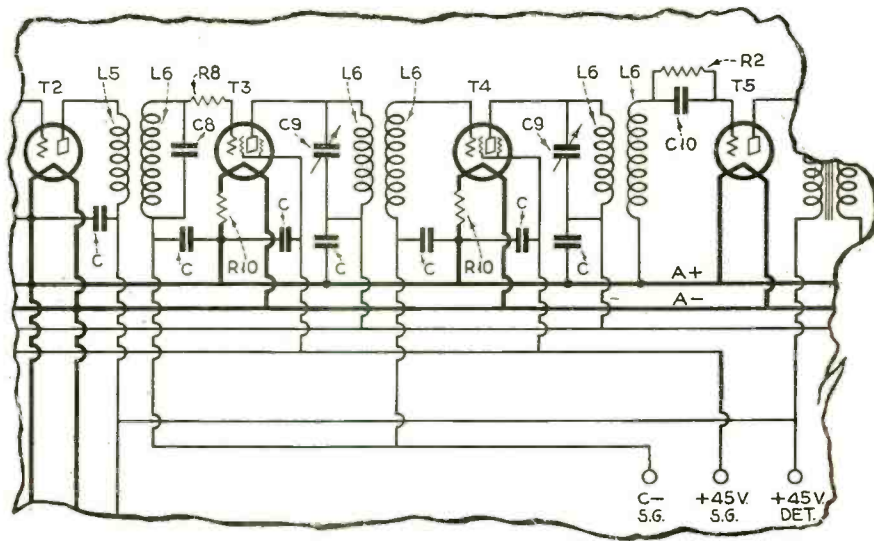 R2
T2
L5
L6
R8
T3
L6
L6
T4
L6
L6
T5
C8
C9
C9
C10
C
C
R10
C
C
C
R10
C
C
A+
A-
C-
S.G.
+45V.
S.G.
+45V.
DET.